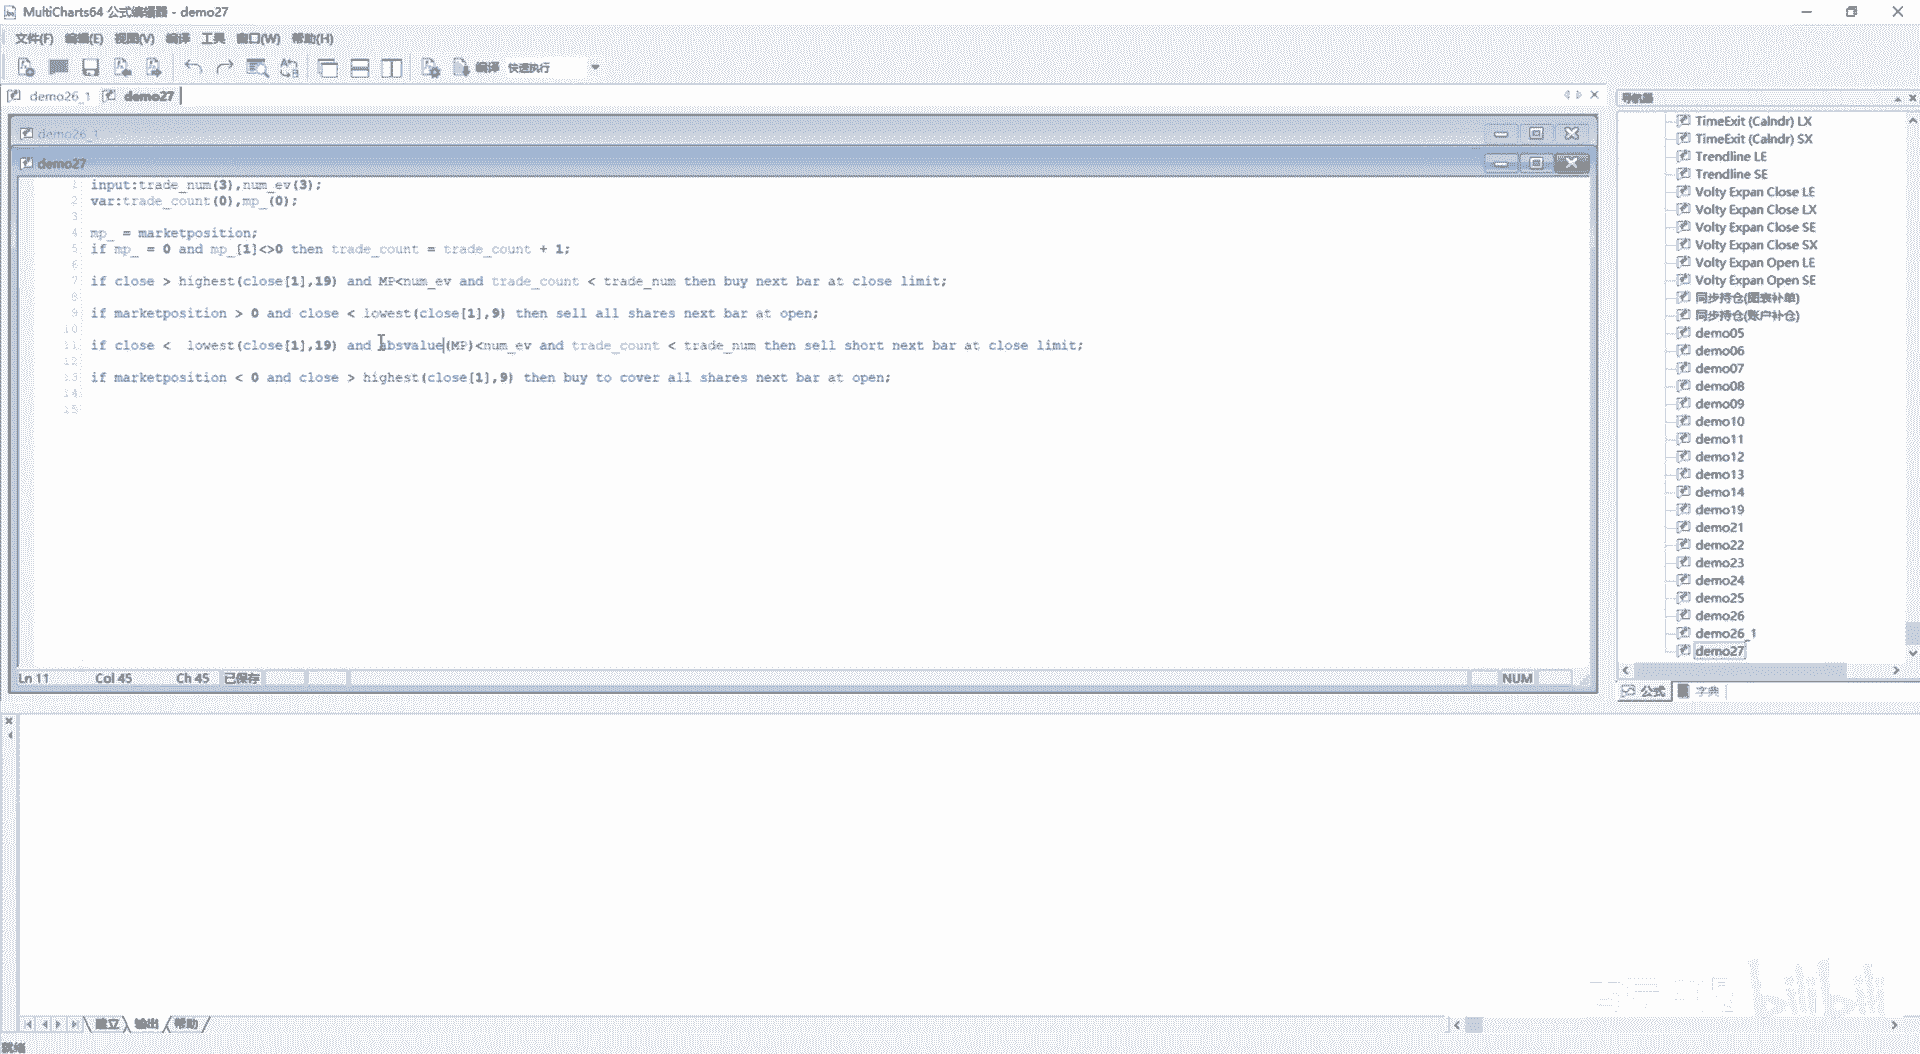 MultiCharts64 公式编辑器 - demo27
文件(F) 编辑(E) 视图(V) 编译 工具 窗口(W) 帮助(H)
编译 快速执行
demo26_1 demo27
导航器
demo26_1
demo27
1 input:trade_num(3),num_ev(3);
2 var:trade_count(0),mp_(0);
3
4 mp_ = marketposition;
5 if mp_ = 0 and mp_[1]<>0 then trade_count = trade_count + 1;
6
7 if close > highest(close[1],19) and MP<num_ev and trade_count < trade_num then buy next bar at close limit;
8
9 if marketposition > 0 and close < lowest(close[1],9) then sell all shares next bar at open;
10
11 if close <  lowest(close[1],19) and absvalue(MP)<num_ev and trade_count < trade_num then sell short next bar at close limit;
12
13 if marketposition < 0 and close > highest(close[1],9) then buy to cover all shares next bar at open;
14
15
Ln 11 Col 45 Ch 45 已保存 NUM
TimeExit (Calndr) LX
TimeExit (Calndr) SX
Trendline LE
Trendline SE
Volty Expan Close LE
Volty Expan Close LX
Volty Expan Close SE
Volty Expan Close SX
Volty Expan Open LE
Volty Expan Open SE
同步持仓(图表补单)
同步持仓(账户补仓)
demo05
demo06
demo07
demo08
demo09
demo10
demo11
demo12
demo13
demo14
demo19
demo21
demo22
demo23
demo24
demo25
demo26
demo26_1
demo27
公式 字典
建立 输出 帮助
就绪
bilibili